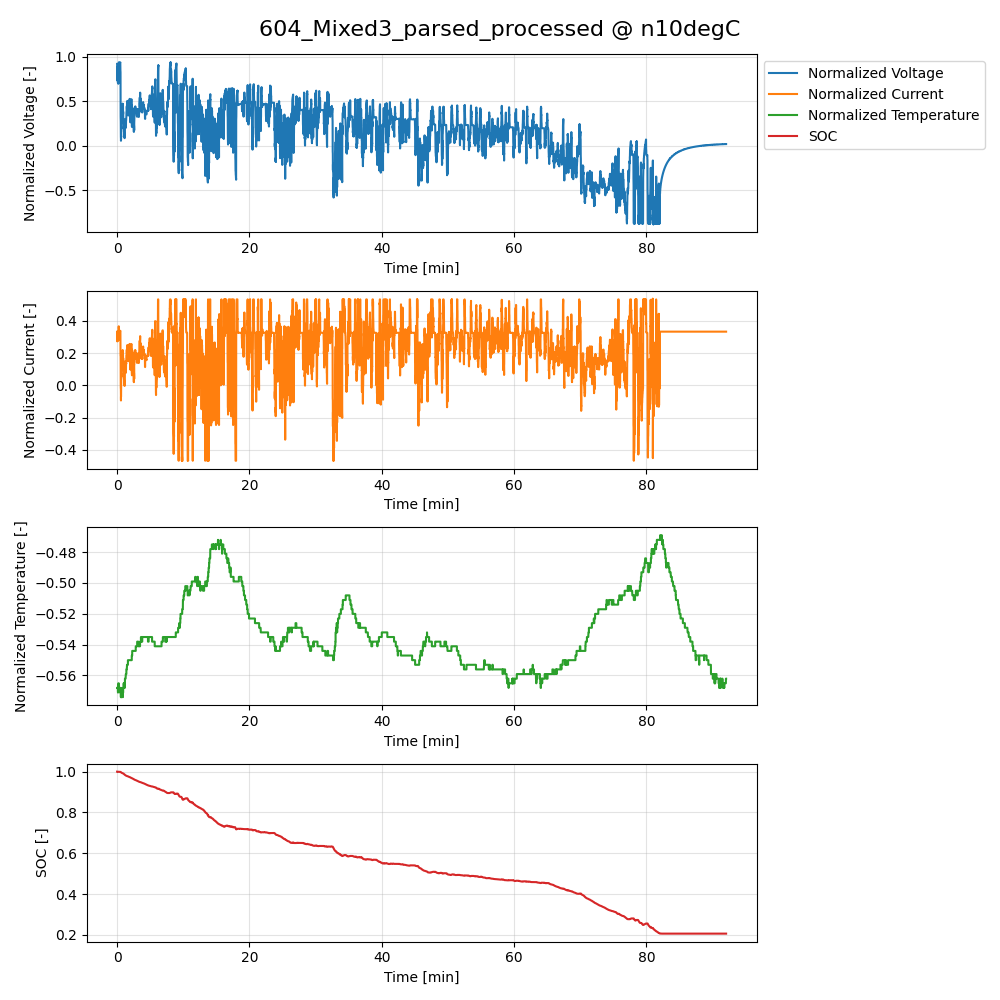 604_Mixed3_parsed_processed @ n10degC
Normalized Voltage [-]
1.0
0.5
0.0
−0.5
0 20 40 60 80
Time [min]
Normalized Voltage
Normalized Current
Normalized Temperature
SOC
Normalized Current [-]
0.4
0.2
0.0
−0.2
−0.4
0 20 40 60 80
Time [min]
Normalized Temperature [-]
−0.48
−0.50
−0.52
−0.54
−0.56
0 20 40 60 80
Time [min]
SOC [-]
1.0
0.8
0.6
0.4
0.2
0 20 40 60 80
Time [min]